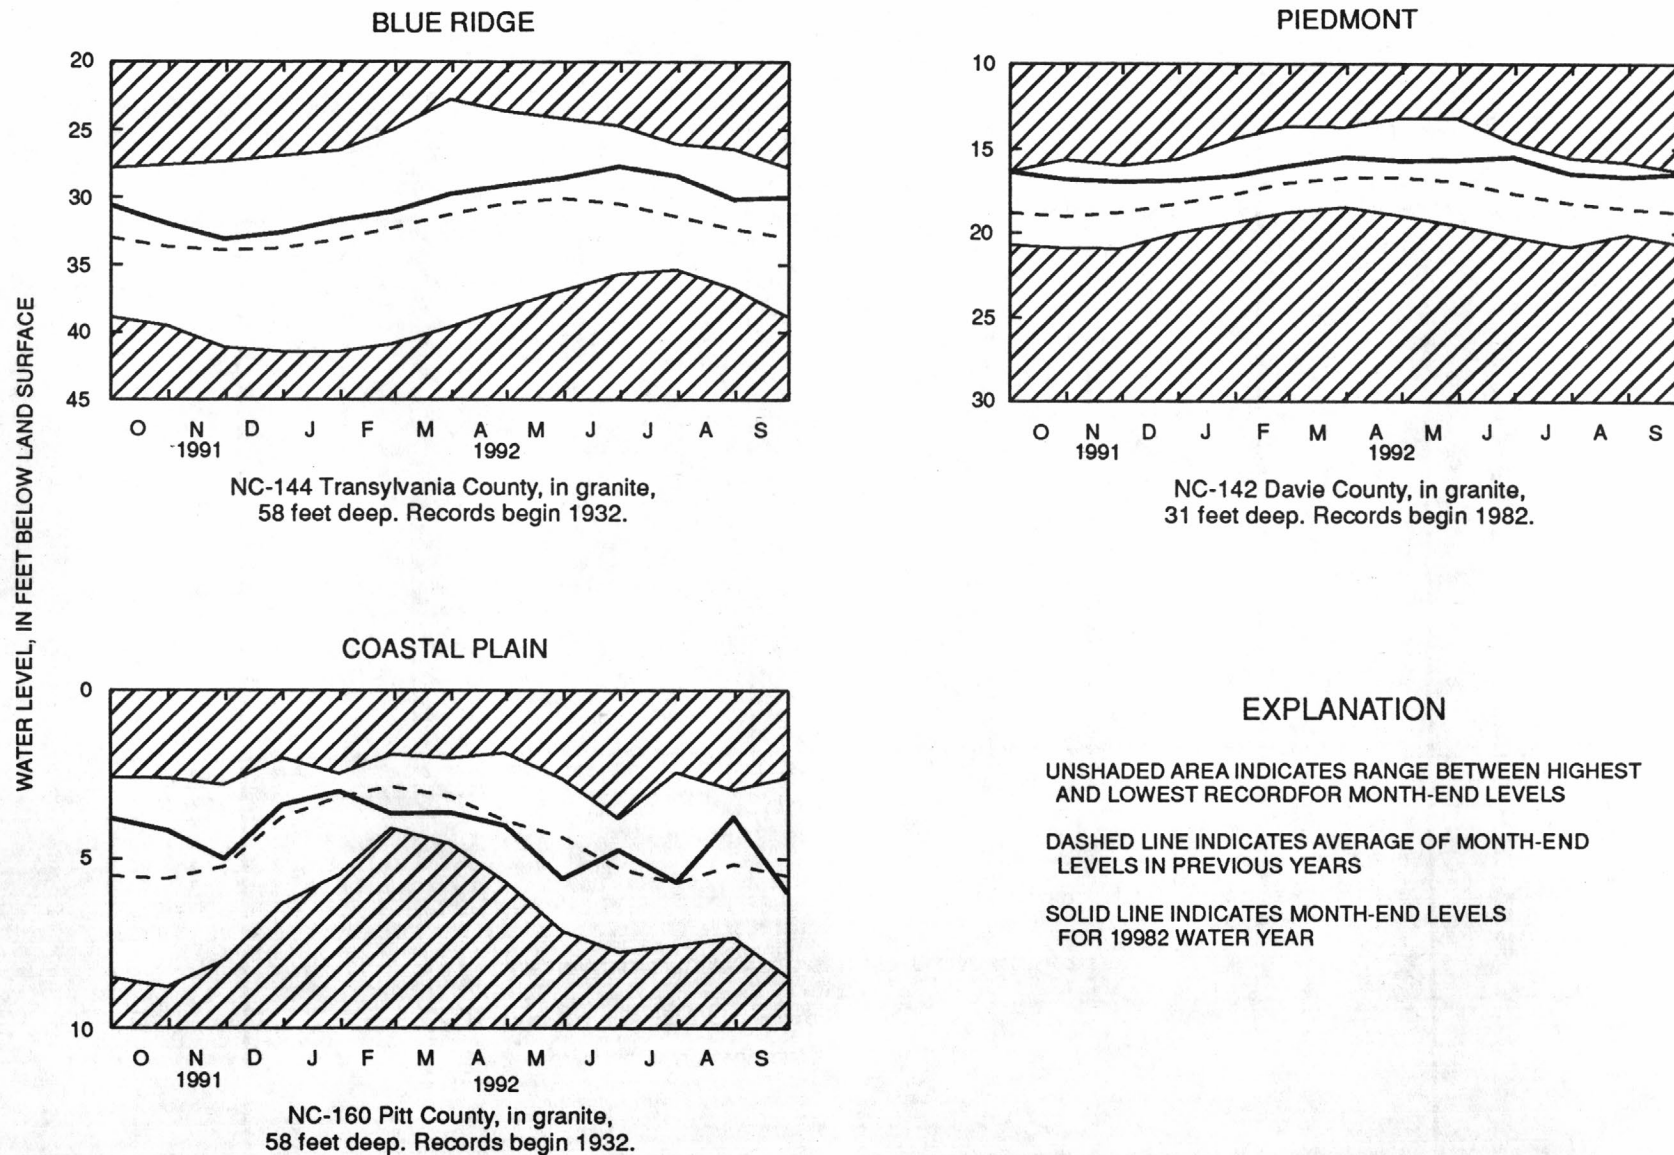 WATER LEVEL, IN FEET BELOW LAND SURFACE
BLUE RIDGE
20
25
30
35
40
45
O N D J F M A M J J A S
1991 1992
NC-144 Transylvania County, in granite,
58 feet deep. Records begin 1932.
PIEDMONT
10
15
20
25
30
O N D J F M A M J J A S
1991 1992
NC-142 Davie County, in granite,
31 feet deep. Records begin 1982.
COASTAL PLAIN
0
5
10
O N D J F M A M J J A S
1991 1992
NC-160 Pitt County, in granite,
58 feet deep. Records begin 1932.
EXPLANATION
UNSHADED AREA INDICATES RANGE BETWEEN HIGHEST
AND LOWEST RECORDFOR MONTH-END LEVELS
DASHED LINE INDICATES AVERAGE OF MONTH-END
LEVELS IN PREVIOUS YEARS
SOLID LINE INDICATES MONTH-END LEVELS
FOR 19982 WATER YEAR